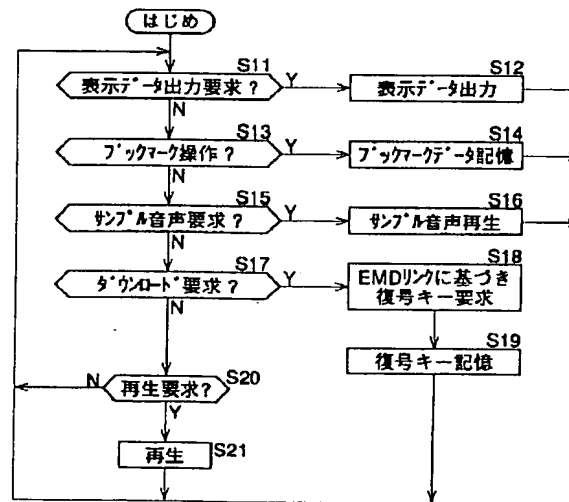 はじめ
S11
表示データ出力要求?
Y
S12
表示データ出力
N
S13
ブックマーク操作?
Y
S14
ブックマークデータ記憶
N
S15
サンプル音声要求?
Y
S16
サンプル音声再生
N
S17
ダウンロード要求?
Y
S18
EMDリンクに基づき
復号キー要求
N
S19
復号キー記憶
N
再生要求?
S20
Y
再生
S21